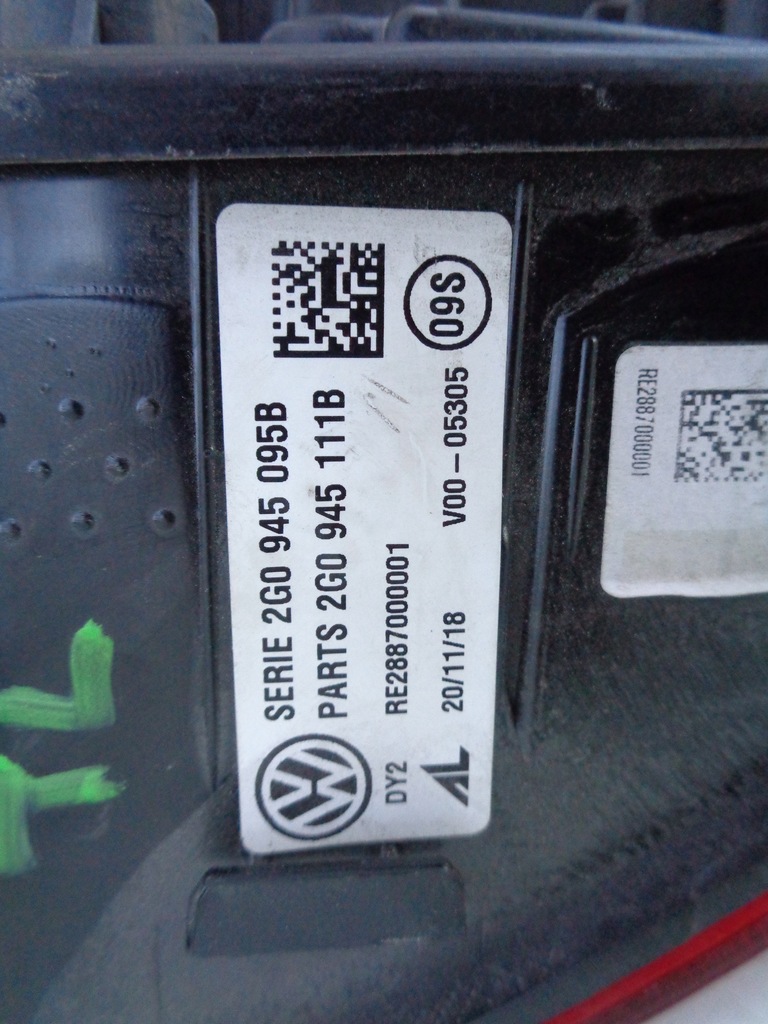 SERIE 2G0 945 095B
PARTS 2G0 945 111B
DY2 RE2887000001
AL 20/11/18 V00-05305 09S
RE2887000001